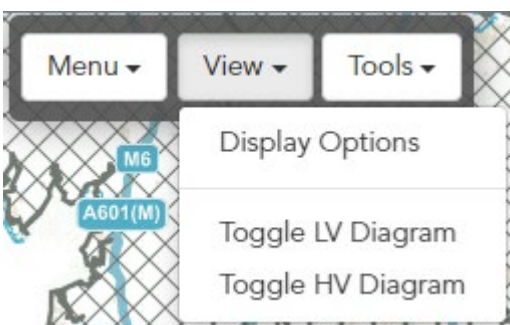 Menu View Tools
Display Options
M6
A601(M)
Toggle LV Diagram
Toggle HV Diagram